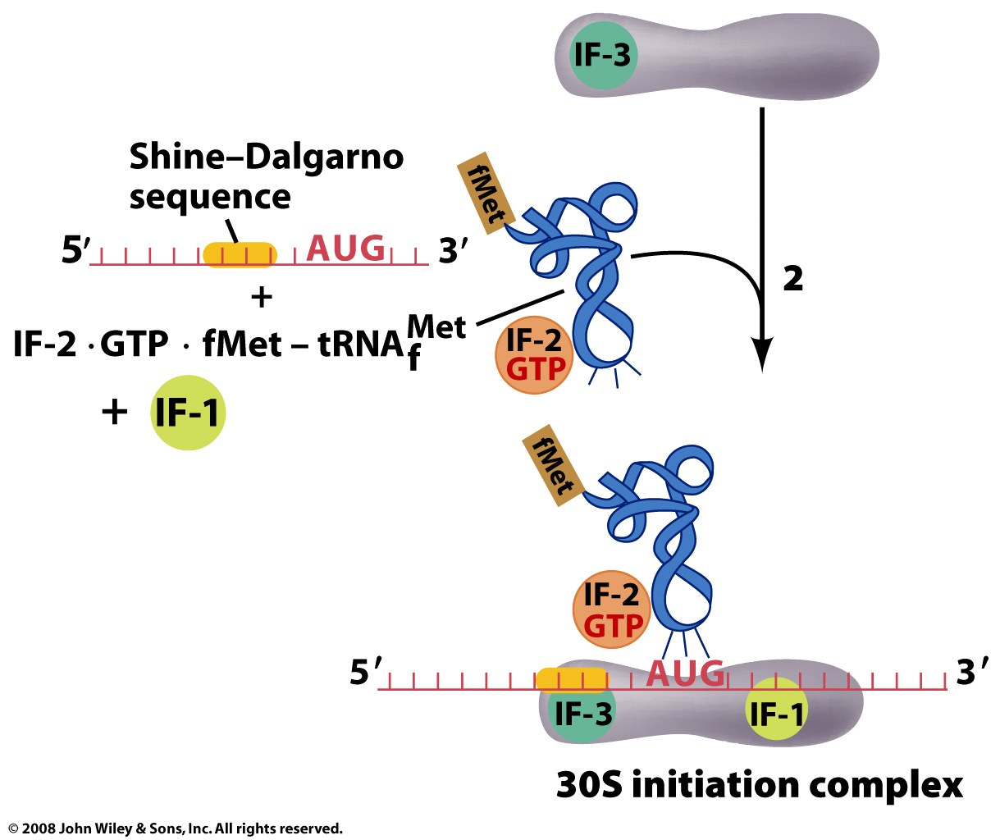 IF-3
Shine–Dalgarno
sequence
fMet
5′ AUG 3′
+
2
IF-2 · GTP · fMet – tRNA Met f
IF-2
GTP
+ IF-1
fMet
IF-2
GTP
5′ AUG 3′
IF-3 IF-1
30S initiation complex
© 2008 John Wiley & Sons, Inc. All rights reserved.